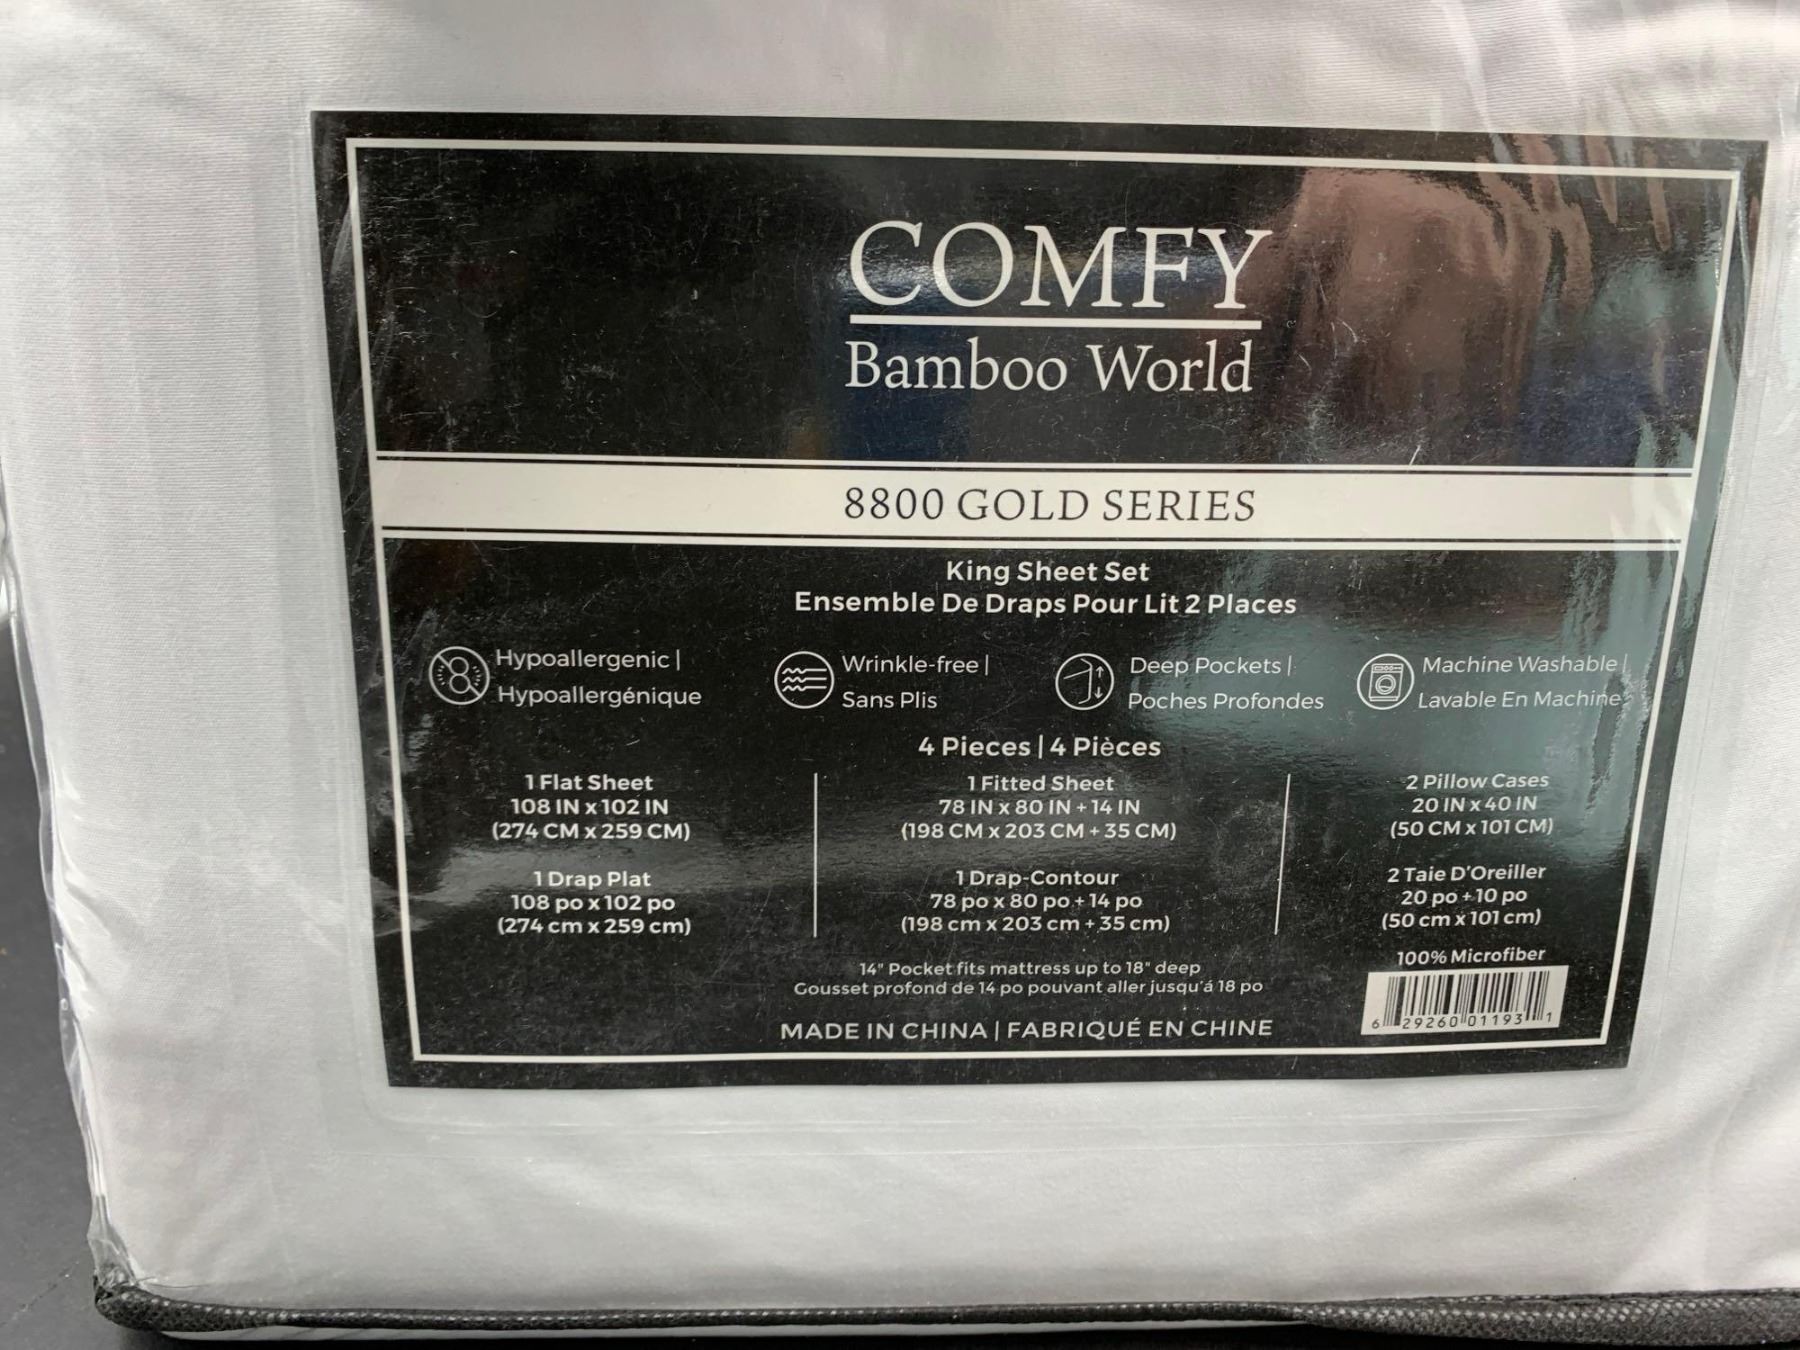 COMFY
Bamboo World
8800 GOLD SERIES
King Sheet Set
Ensemble De Draps Pour Lit 2 Places
Hypoallergenic |
Hypoallergénique
Wrinkle-free |
Sans Plis
Deep Pockets |
Poches Profondes
Machine Washable |
Lavable En Machine
4 Pieces | 4 Pièces
1 Flat Sheet
108 IN x 102 IN
(274 CM x 259 CM)
1 Drap Plat
108 po x 102 po
(274 cm x 259 cm)
1 Fitted Sheet
78 IN x 80 IN + 14 IN
(198 CM x 203 CM + 35 CM)
1 Drap-Contour
78 po x 80 po + 14 po
(198 cm x 203 cm + 35 cm)
2 Pillow Cases
20 IN x 40 IN
(50 CM x 101 CM)
2 Taie D'Oreiller
20 po + 10 po
(50 cm x 101 cm)
14" Pocket fits mattress up to 18" deep
Gousset profond de 14 po pouvant aller jusqu'á 18 po
MADE IN CHINA | FABRIQUÉ EN CHINE
100% Microfiber
6 29260 01193 1